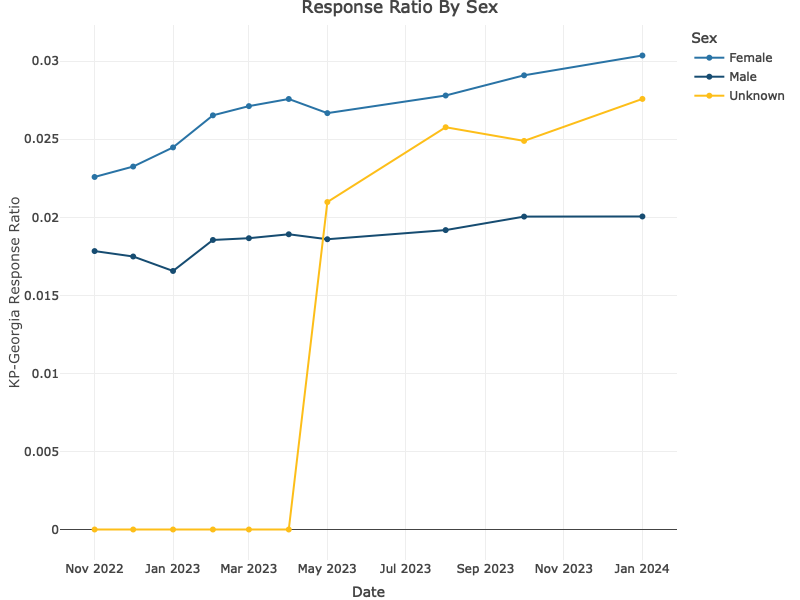 Response Ratio By Sex
Sex
Female
Male
Unknown
KP-Georgia Response Ratio
0.03
0.025
0.02
0.015
0.01
0.005
0
Nov 2022 Jan 2023 Mar 2023 May 2023 Jul 2023 Sep 2023 Nov 2023 Jan 2024
Date